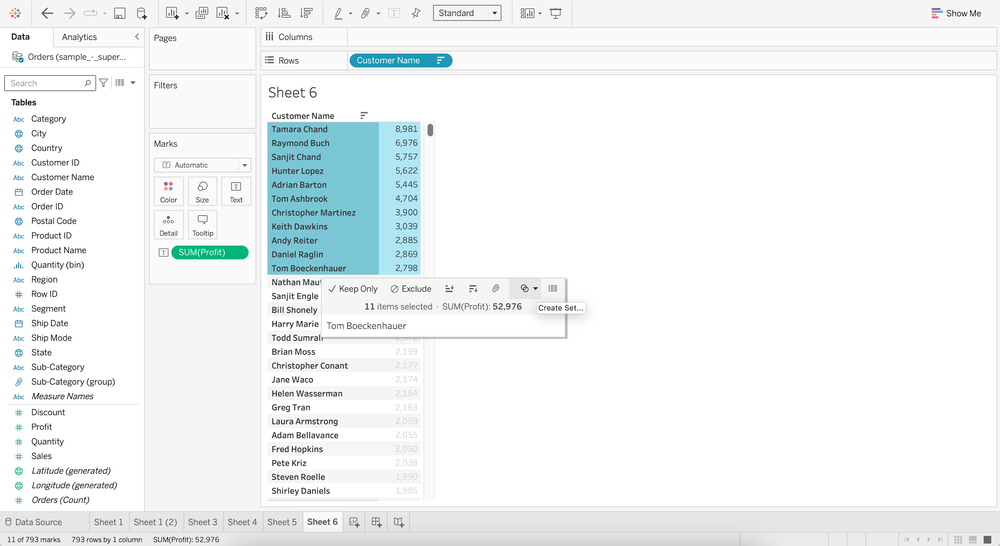 Standard
Show Me
Data
Analytics
Orders (sample_-_super...
Search
Tables
Abc Category
City
Country
Abc Customer ID
Abc Customer Name
Order Date
Abc Order ID
Postal Code
Abc Product ID
Abc Product Name
Quantity (bin)
Abc Region
Row ID
Abc Segment
Ship Date
Abc Ship Mode
State
Abc Sub-Category
Sub-Category (group)
Abc Measure Names
Discount
Profit
Quantity
Sales
Latitude (generated)
Longitude (generated)
Orders (Count)
Pages
Filters
Marks
T Automatic
Color
Size
T Text
Detail
Tooltip
T SUM(Profit)
Columns
Rows
Customer Name
Sheet 6
Customer Name
Tamara Chand 8,981
Raymond Buch 6,976
Sanjit Chand 5,757
Hunter Lopez 5,622
Adrian Barton 5,445
Tom Ashbrook 4,704
Christopher Martinez 3,900
Keith Dawkins 3,039
Andy Reiter 2,885
Daniel Raglin 2,869
Tom Boeckenhauer 2,798
Nathan Maut
Sanjit Engle
Bill Shonely
Harry Marie
Todd Sumrall 2,372
Brian Moss 2,199
Christopher Conant 2,177
Jane Waco 2,174
Helen Wasserman 2,164
Greg Tran 2,163
Laura Armstrong 2,059
Adam Bellavance 2,055
Fred Hopkins 2,050
Pete Kriz 2,038
Steven Roelle 1,990
Shirley Daniels 1,985
Keep Only
Exclude
11 items selected · SUM(Profit): 52,976
Create Set...
Tom Boeckenhauer
Data Source
Sheet 1
Sheet 1 (2)
Sheet 3
Sheet 4
Sheet 5
Sheet 6
11 of 793 marks
793 rows by 1 column
SUM(Profit): 52,976